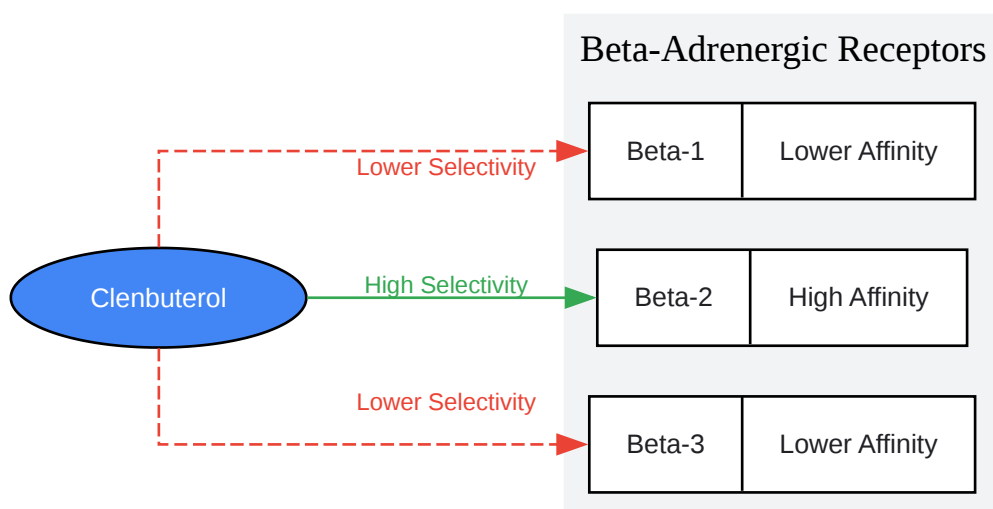 Beta-Adrenergic Receptors
Beta-1 Lower Affinity
Lower Selectivity
Clenbuterol
High Selectivity
Beta-2 High Affinity
Lower Selectivity
Beta-3 Lower Affinity